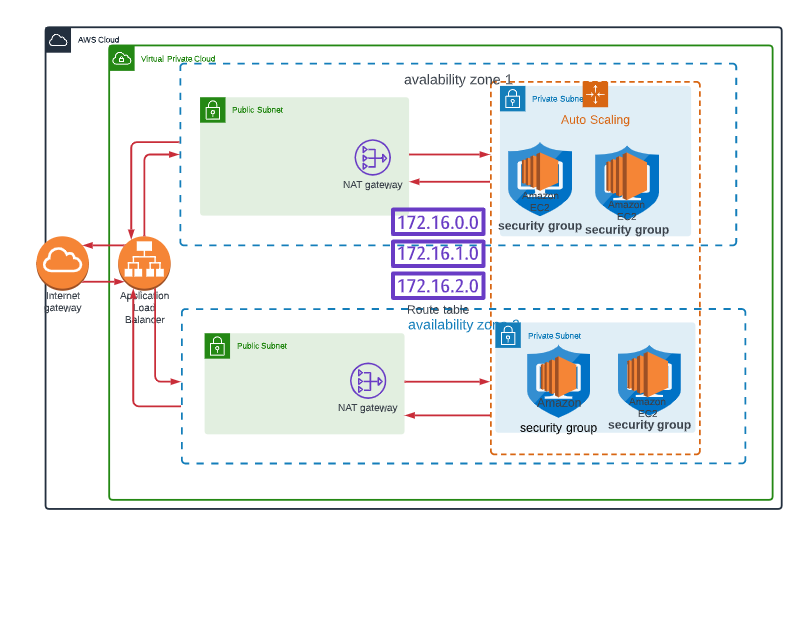 AWS Cloud
Virtual Private Cloud
avalability zone 1
Public Subnet
Private Subnet
Auto Scaling
NAT gateway
Amazon
EC2
security group
Amazon
EC2
security group
172.16.0.0
172.16.1.0
172.16.2.0
Route table
Internet
gateway
Application
Load
Balancer
availability zone 2
Public Subnet
Private Subnet
NAT gateway
Amazon
security group
Amazon
EC2
security group